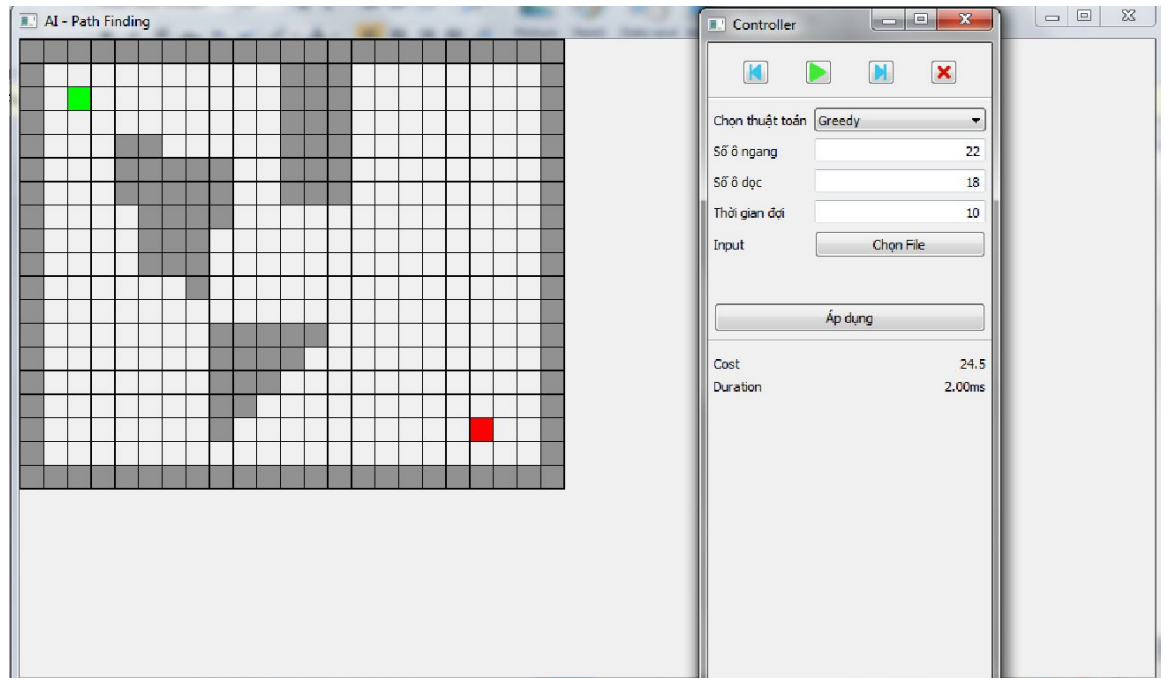 AI - Path Finding
Controller
Chọn thuật toán Greedy
Số ô ngang 22
Số ô dọc 18
Thời gian đợi 10
Input Chọn File
Áp dụng
Cost 24.5
Duration 2.00ms